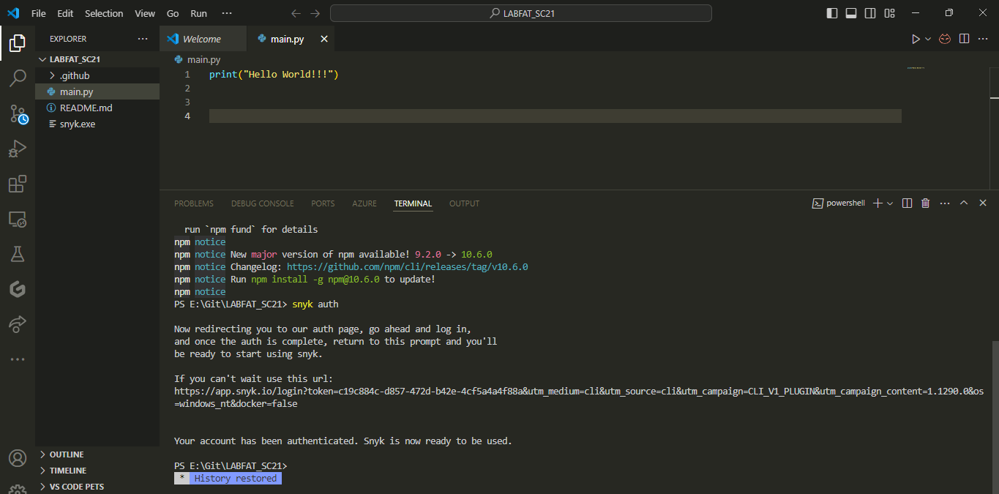 File Edit Selection View Go Run ··· LABFAT_SC21
EXPLORER ···
LABFAT_SC21
.github
main.py
README.md
snyk.exe
OUTLINE
TIMELINE
VS CODE PETS
Welcome main.py
main.py
1 print("Hello World!!!")
2
3
4
PROBLEMS DEBUG CONSOLE PORTS AZURE TERMINAL OUTPUT powershell
run `npm fund` for details
npm notice
npm notice New major version of npm available! 9.2.0 -> 10.6.0
npm notice Changelog: https://github.com/npm/cli/releases/tag/v10.6.0
npm notice Run npm install -g npm@10.6.0 to update!
npm notice
PS E:\Git\LABFAT_SC21> snyk auth
Now redirecting you to our auth page, go ahead and log in,
and once the auth is complete, return to this prompt and you'll
be ready to start using snyk.
If you can't wait use this url:
https://app.snyk.io/login?token=c19c884c-d857-472d-b42e-4cf5a4a4f88a&utm_medium=cli&utm_source=cli&utm_campaign=CLI_V1_PLUGIN&utm_campaign_content=1.1290.0&os
=windows_nt&docker=false
Your account has been authenticated. Snyk is now ready to be used.
PS E:\Git\LABFAT_SC21>
* History restored